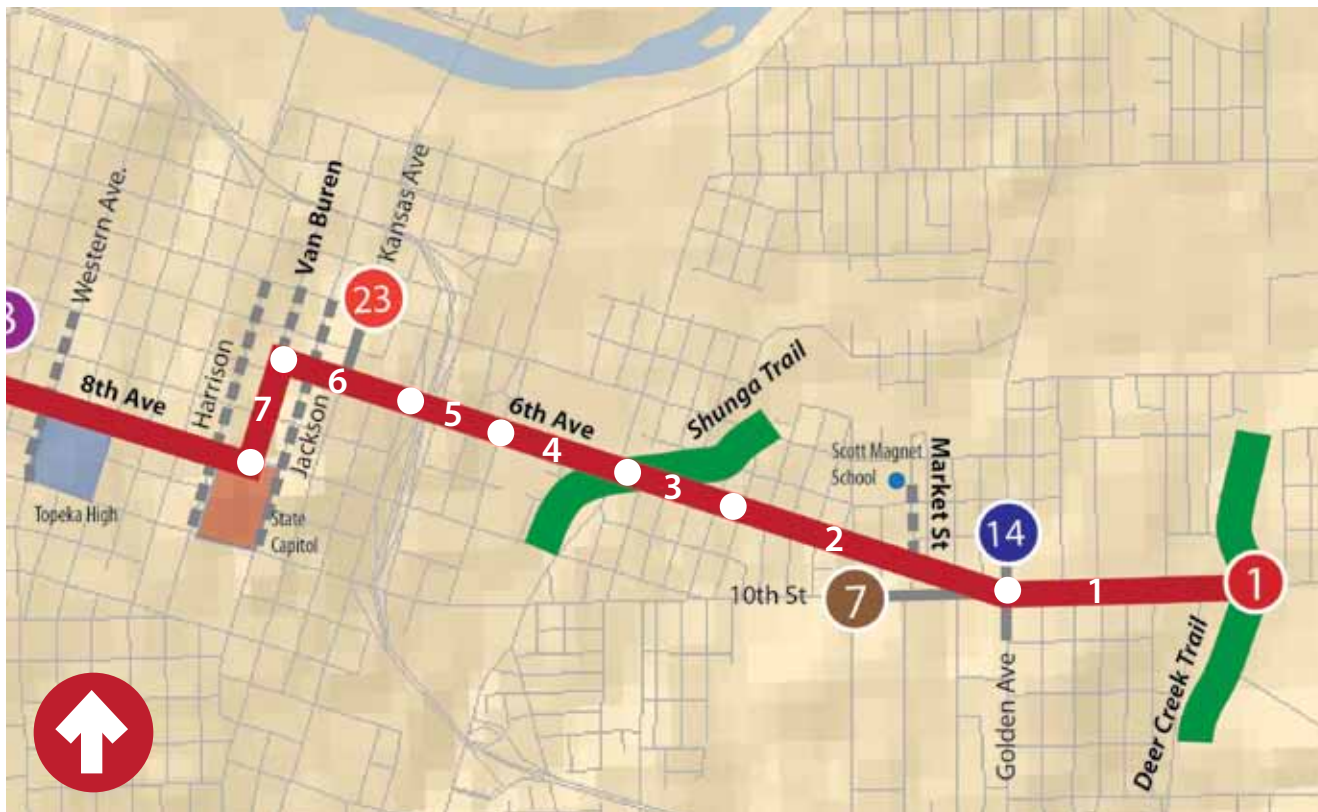 Western Ave.
Van Buren
Kansas Ave
23
8
Harrison
8th Ave
7
6
Jackson
5
6th Ave
4
Shunga Trail
3
Scott Magnet
School
Market St
Topeka High
State
Capitol
2
14
10th St
7
1
1
Golden Ave
Deer Creek Trail